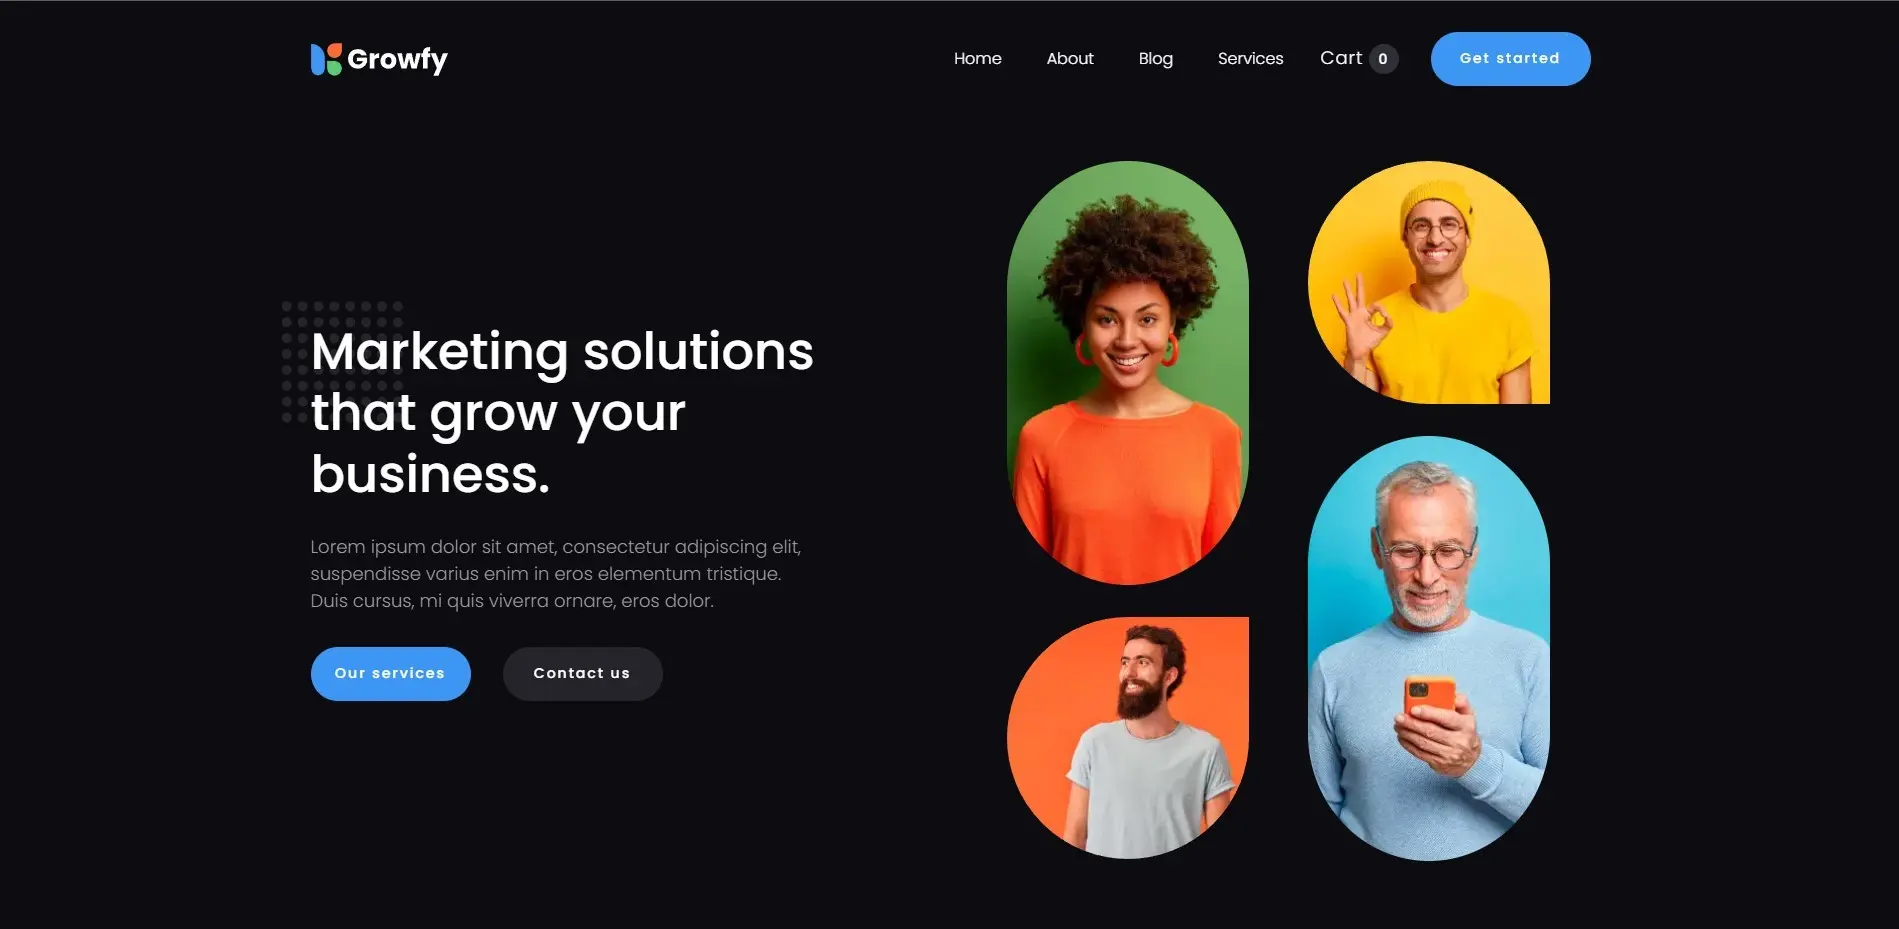 Growfy
Home
About
Blog
Services
Cart 0
Get started
Marketing solutions
that grow your
business.
Lorem ipsum dolor sit amet, consectetur adipiscing elit,
suspendisse varius enim in eros elementum tristique.
Duis cursus, mi quis viverra ornare, eros dolor.
Our services
Contact us